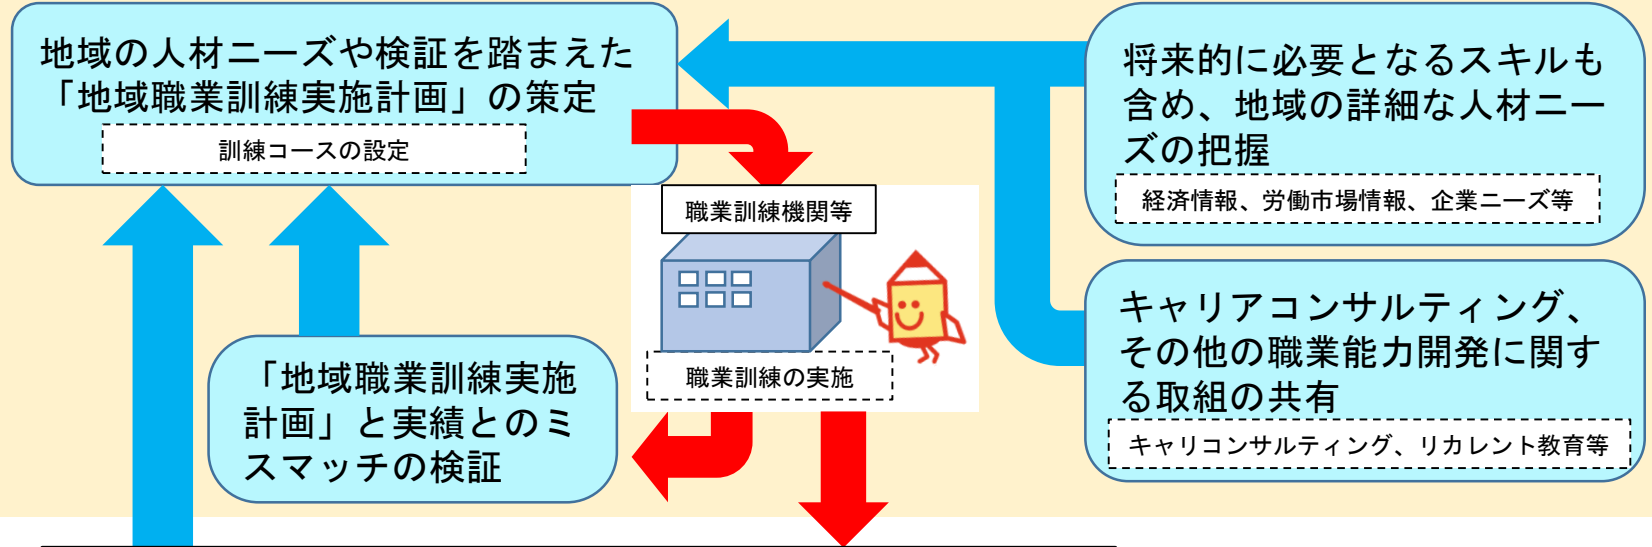 地域の人材ニーズや検証を踏まえた
「地域職業訓練実施計画」の策定
訓練コースの設定
将来的に必要となるスキルも
含め、地域の詳細な人材ニー
ズの把握
経済情報、労働市場情報、企業ニーズ等
職業訓練機関等
職業訓練の実施
「地域職業訓練実施
計画」と実績とのミ
スマッチの検証
キャリアコンサルティング、
その他の職業能力開発に関す
る取組の共有
キャリコンサルティング、リカレント教育等